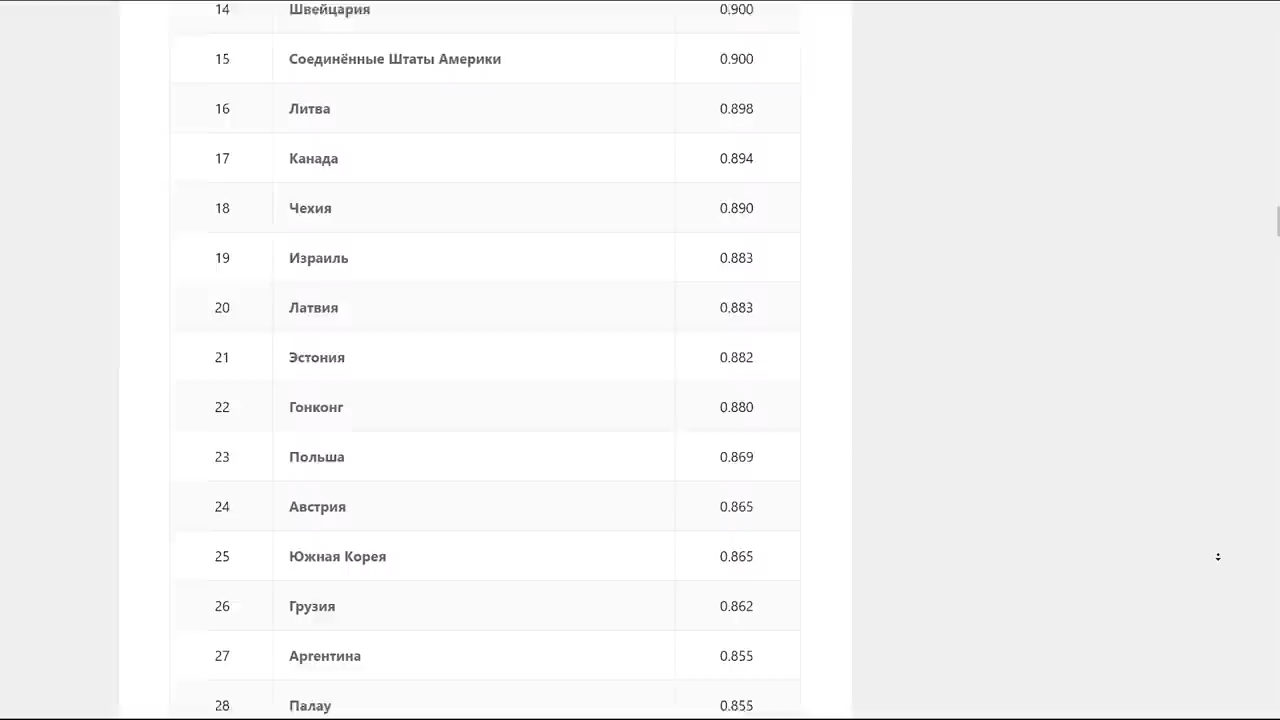 14 Швейцария 0.900
15 Соединённые Штаты Америки 0.900
16 Литва 0.898
17 Канада 0.894
18 Чехия 0.890
19 Израиль 0.883
20 Латвия 0.883
21 Эстония 0.882
22 Гонконг 0.880
23 Польша 0.869
24 Австрия 0.865
25 Южная Корея 0.865
26 Грузия 0.862
27 Аргентина 0.855
28 Палау 0.855